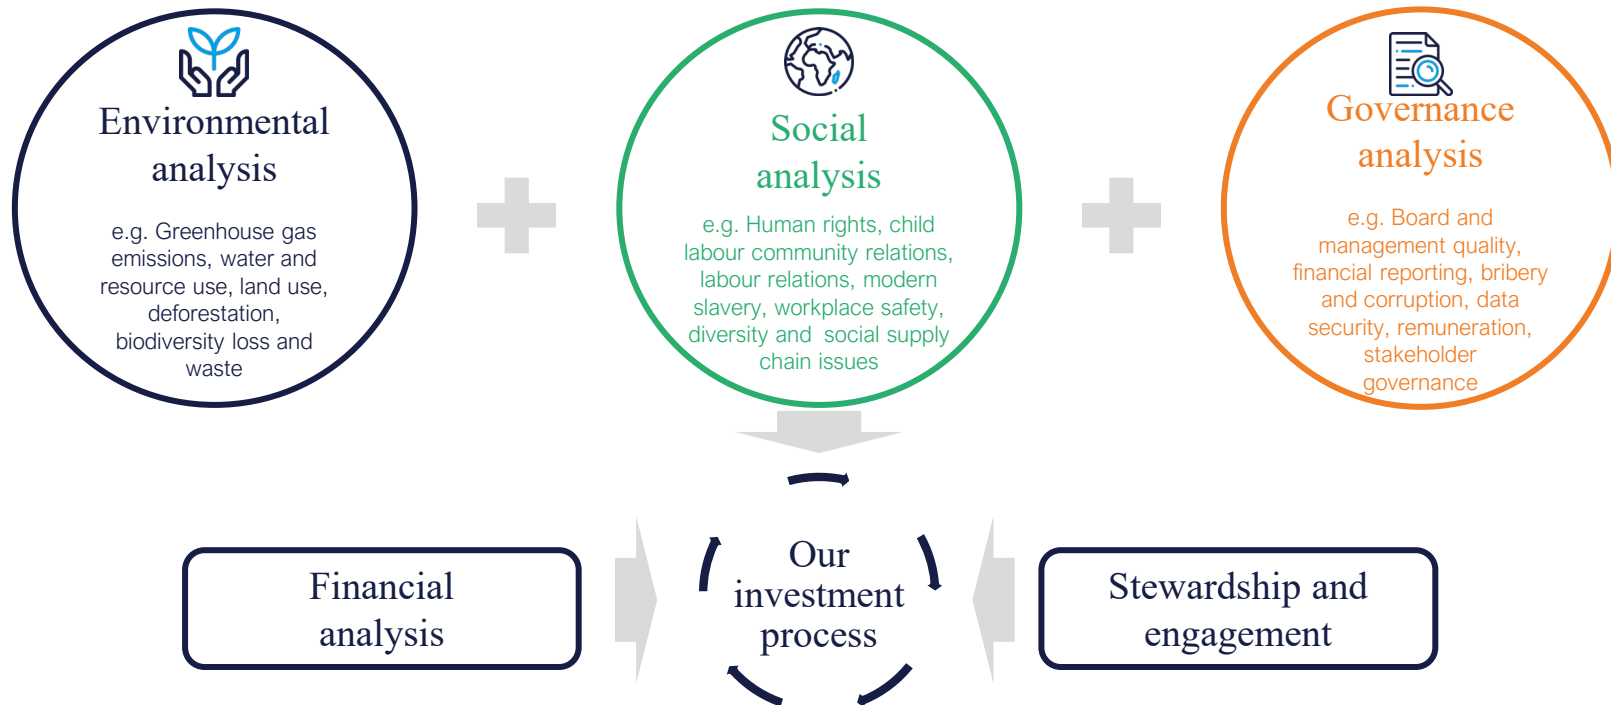 Environmental
analysis
e.g. Greenhouse gas
emissions, water and
resource use, land use,
deforestation,
biodiversity loss and
waste
Social
analysis
e.g. Human rights, child
labour community relations,
labour relations, modern
slavery, workplace safety,
diversity and  social supply
chain issues
Governance
analysis
e.g. Board and
management quality,
financial reporting, bribery
and corruption, data
security, remuneration,
stakeholder
governance
Financial
analysis
Our
investment
process
Stewardship and
engagement